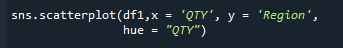 sns.scatterplot(df1,x = 'QTY', y = 'Region',
hue = "QTY")